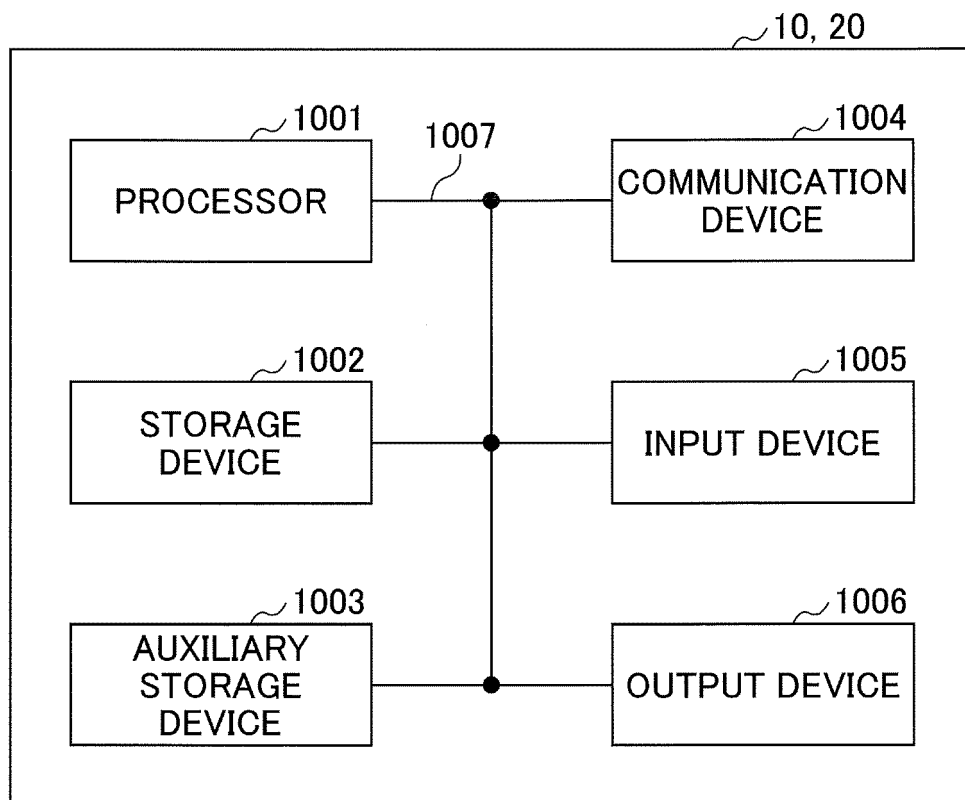 10, 20
1001
PROCESSOR
1007
1004
COMMUNICATION
DEVICE
1002
STORAGE
DEVICE
1005
INPUT DEVICE
1003
AUXILIARY
STORAGE
DEVICE
1006
OUTPUT DEVICE